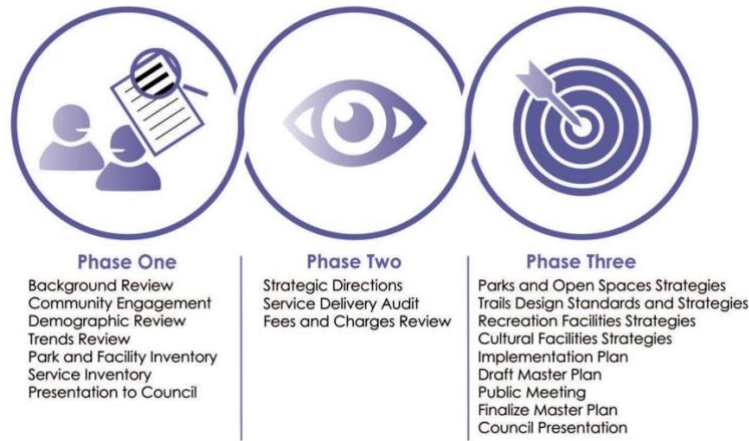 Phase One
Background Review
Community Engagement
Demographic Review
Trends Review
Park and Facility Inventory
Service Inventory
Presentation to Council
Phase Two
Strategic Directions
Service Delivery Audit
Fees and Charges Review
Phase Three
Parks and Open Spaces Strategies
Trails Design Standards and Strategies
Recreation Facilities Strategies
Cultural Facilities Strategies
Implementation Plan
Draft Master Plan
Public Meeting
Finalize Master Plan
Council Presentation